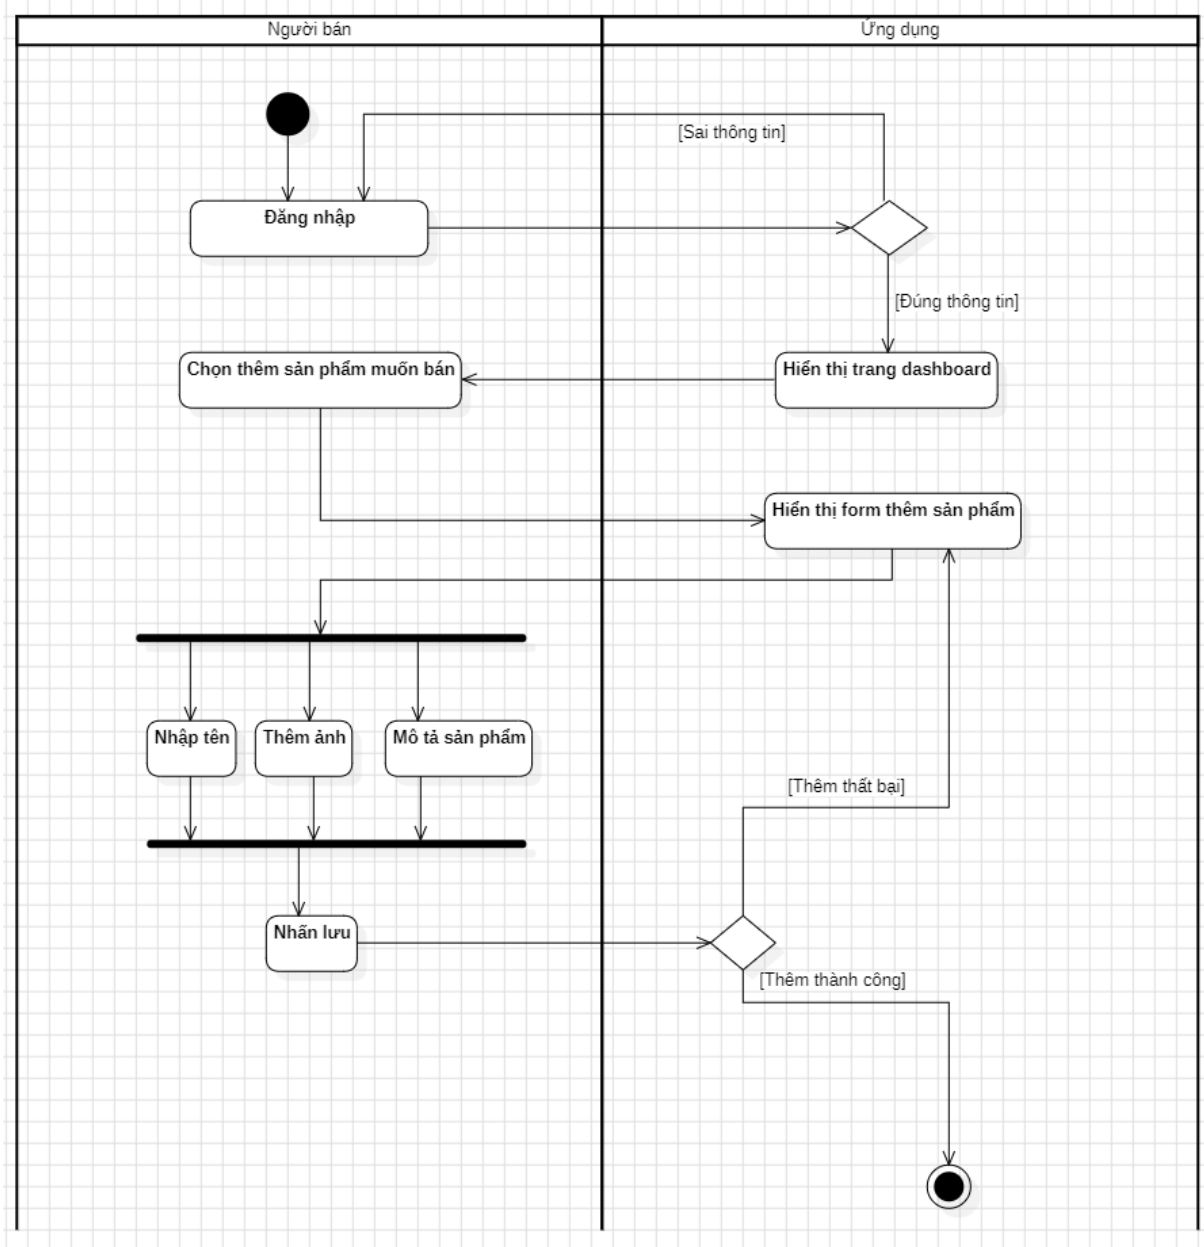 Người bán
Ứng dụng
[Sai thông tin]
Đăng nhập
[Đúng thông tin]
Chọn thêm sản phẩm muốn bán
Hiển thị trang dashboard
Hiển thị form thêm sản phẩm
Nhập tên
Thêm ảnh
Mô tả sản phẩm
[Thêm thất bại]
Nhấn lưu
[Thêm thành công]